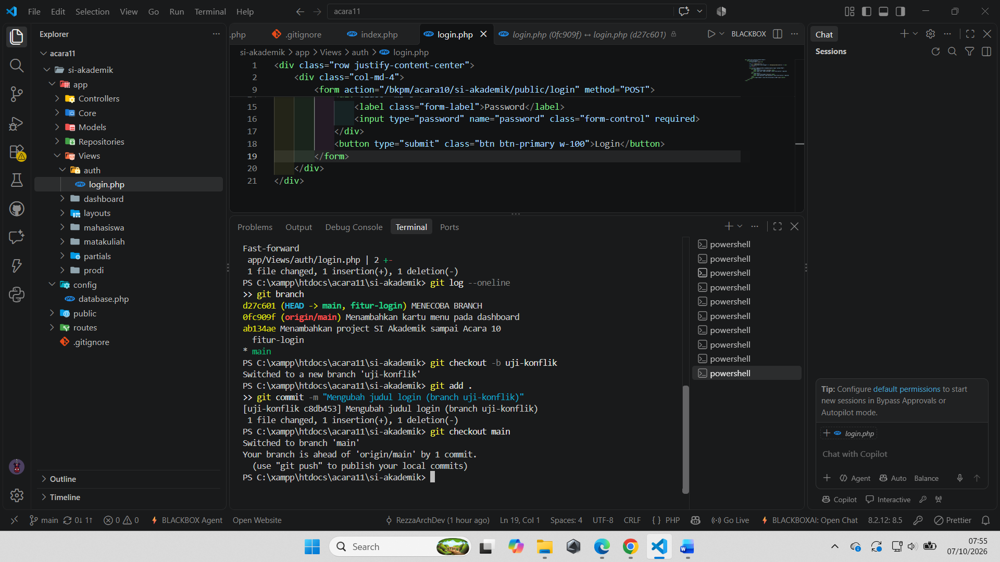 File Edit Selection View Go Run Terminal Help
acara11
Explorer
acara11
si-akademik
app
Controllers
Core
Models
Repositories
Views
auth
login.php
dashboard
layouts
mahasiswa
matakuliah
partials
prodi
config
database.php
public
routes
.gitignore
Outline
Timeline
.php .gitignore index.php login.php login.php (0fc909f) ↔ login.php (d27c601) BLACKBOX
si-akademik > app > Views > auth > login.php
1 <div class="row justify-content-center">
2 <div class="col-md-4">
9 <form action="/bkpm/acara10/si-akademik/public/login" method="POST">
15 <label class="form-label">Password</label>
16 <input type="password" name="password" class="form-control" required>
17 </div>
18 <button type="submit" class="btn btn-primary w-100">Login</button>
19 </form>
20 </div>
21 </div>
Problems Output Debug Console Terminal Ports
Fast-forward
app/Views/auth/login.php | 2 +-
1 file changed, 1 insertion(+), 1 deletion(-)
PS C:\xampp\htdocs\acara11\si-akademik> git log --oneline
>> git branch
d27c601 (HEAD -> main, fitur-login) MENECOBA BRANCH
0fc909f (origin/main) Menambahkan kartu menu pada dashboard
ab134ae Menambahkan project SI Akademik sampai Acara 10
fitur-login
* main
PS C:\xampp\htdocs\acara11\si-akademik> git checkout -b uji-konflik
Switched to a new branch 'uji-konflik'
PS C:\xampp\htdocs\acara11\si-akademik> git add .
>> git commit -m "Mengubah judul login (branch uji-konflik)"
[uji-konflik c8db453] Mengubah judul login (branch uji-konflik)
1 file changed, 1 insertion(+), 1 deletion(-)
PS C:\xampp\htdocs\acara11\si-akademik> git checkout main
Switched to branch 'main'
Your branch is ahead of 'origin/main' by 1 commit.
(use "git push" to publish your local commits)
PS C:\xampp\htdocs\acara11\si-akademik>
powershell
powershell
powershell
powershell
powershell
powershell
powershell
powershell
powershell
powershell
Chat
Sessions
Tip: Configure default permissions to start
new sessions in Bypass Approvals or
Autopilot mode.
login.php
Chat with Copilot
Agent Auto Balance
Copilot Interactive
main 0↓ 1↑ 0 0 BLACKBOX Agent Open Website RezzaArchDev (1 hour ago) Ln 19, Col 1 Spaces: 4 UTF-8 CRLF { } PHP Go Live BLACKBOXAI: Open Chat 8.2.12: 8.5 Prettier
Search
07:55
07/10/2026